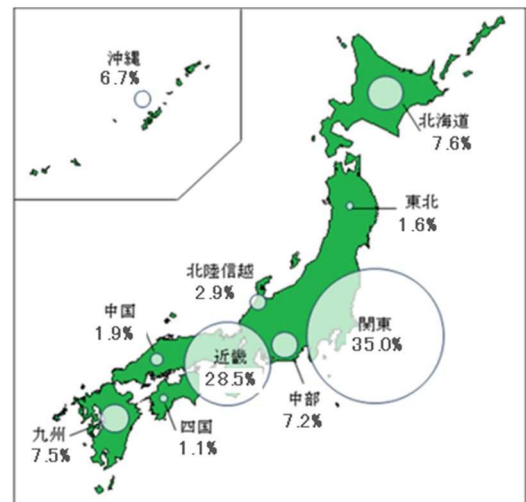 沖縄
6.7%
北海道
7.6%
東北
1.6%
北陸信越
2.9%
中国
1.9%
関東
35.0%
近畿
28.5%
中部
7.2%
四国
1.1%
九州
7.5%